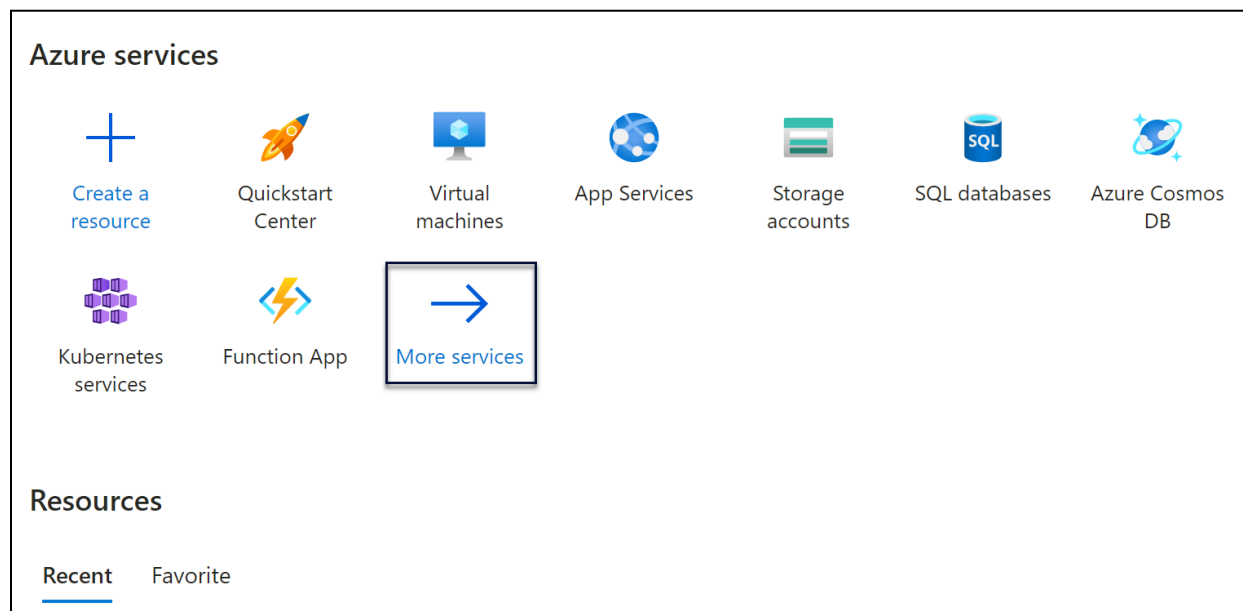 Azure services
Create a
resource
Quickstart
Center
Virtual
machines
App Services
Storage
accounts
SQL
SQL databases
Azure Cosmos
DB
Kubernetes
services
Function App
More services
Resources
Recent
Favorite